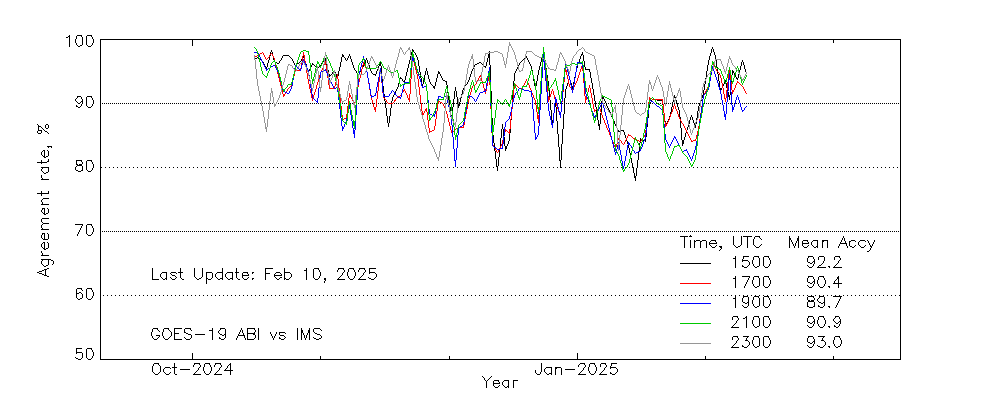 100
90
80
70
60
50
Agreement rate, %
Time, UTC Mean Accy
1500 92.2
1700 90.4
1900 89.7
2100 90.9
2300 93.0
Last Update: Feb 10, 2025
GOES-19 ABI vs IMS
Oct-2024 Jan-2025
Year